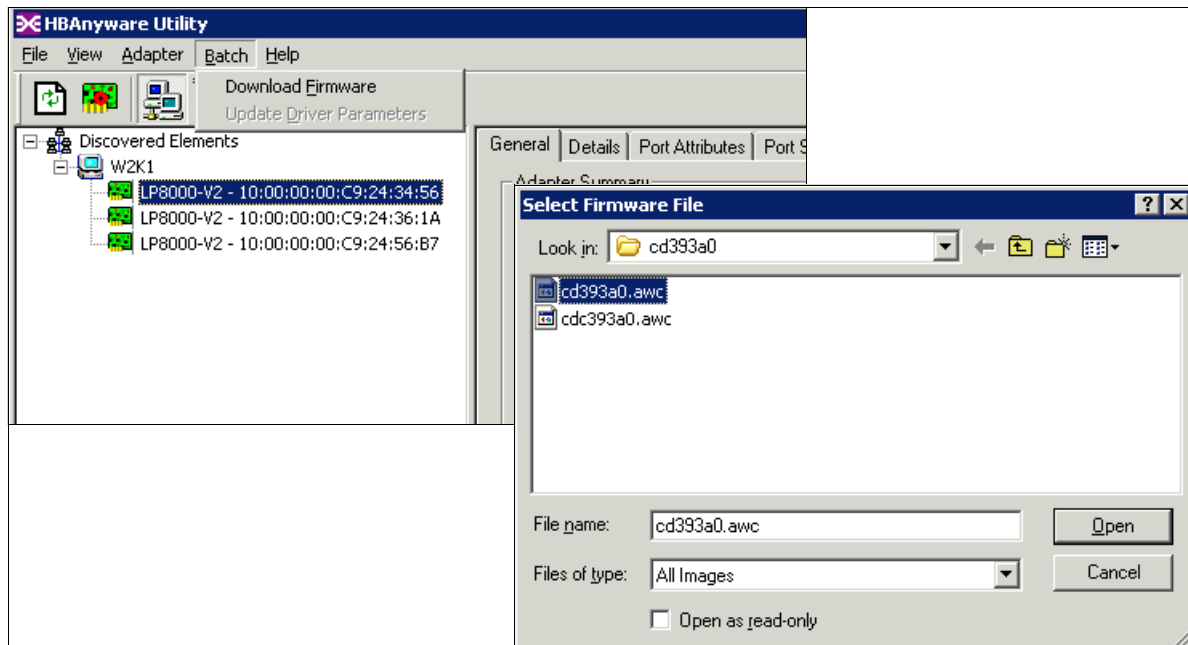 HBAnyware Utility
File View Adapter Batch Help
Download Firmware
Update Driver Parameters
Discovered Elements
W2K1
LP8000-V2 - 10:00:00:00:C9:24:34:56
LP8000-V2 - 10:00:00:00:C9:24:36:1A
LP8000-V2 - 10:00:00:00:C9:24:56:B7
General Details Port Attributes Port S
Adapter Summary
Select Firmware File
Look in: cd393a0
cd393a0.awc
cdc393a0.awc
File name: cd393a0.awc Open
Files of type: All Images Cancel
Open as read-only